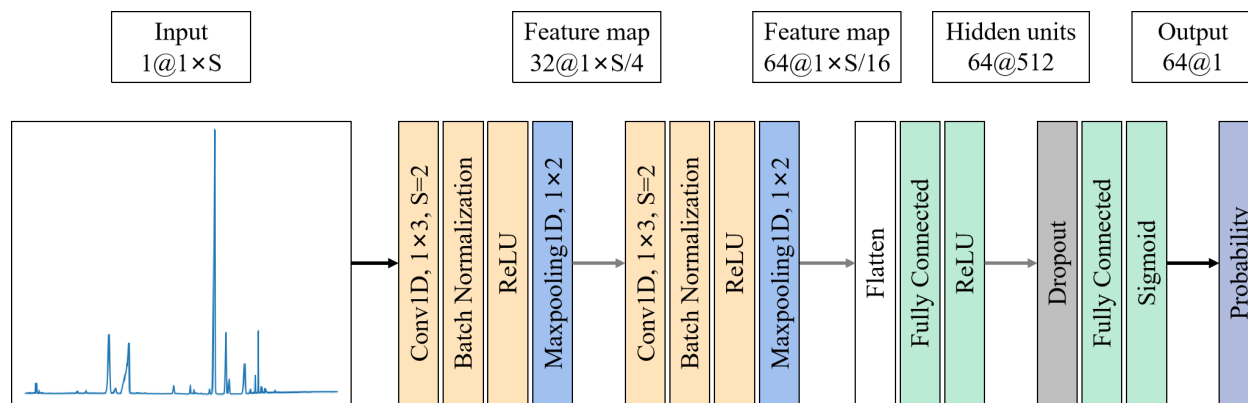 Input
1@1×S
Feature map
32@1×S/4
Feature map
64@1×S/16
Hidden units
64@512
Output
64@1
Conv1D, 1×3, S=2
Batch Normalization
ReLU
Maxpooling1D, 1×2
Conv1D, 1×3, S=2
Batch Normalization
ReLU
Maxpooling1D, 1×2
Flatten
Fully Connected
ReLU
Dropout
Fully Connected
Sigmoid
Probability